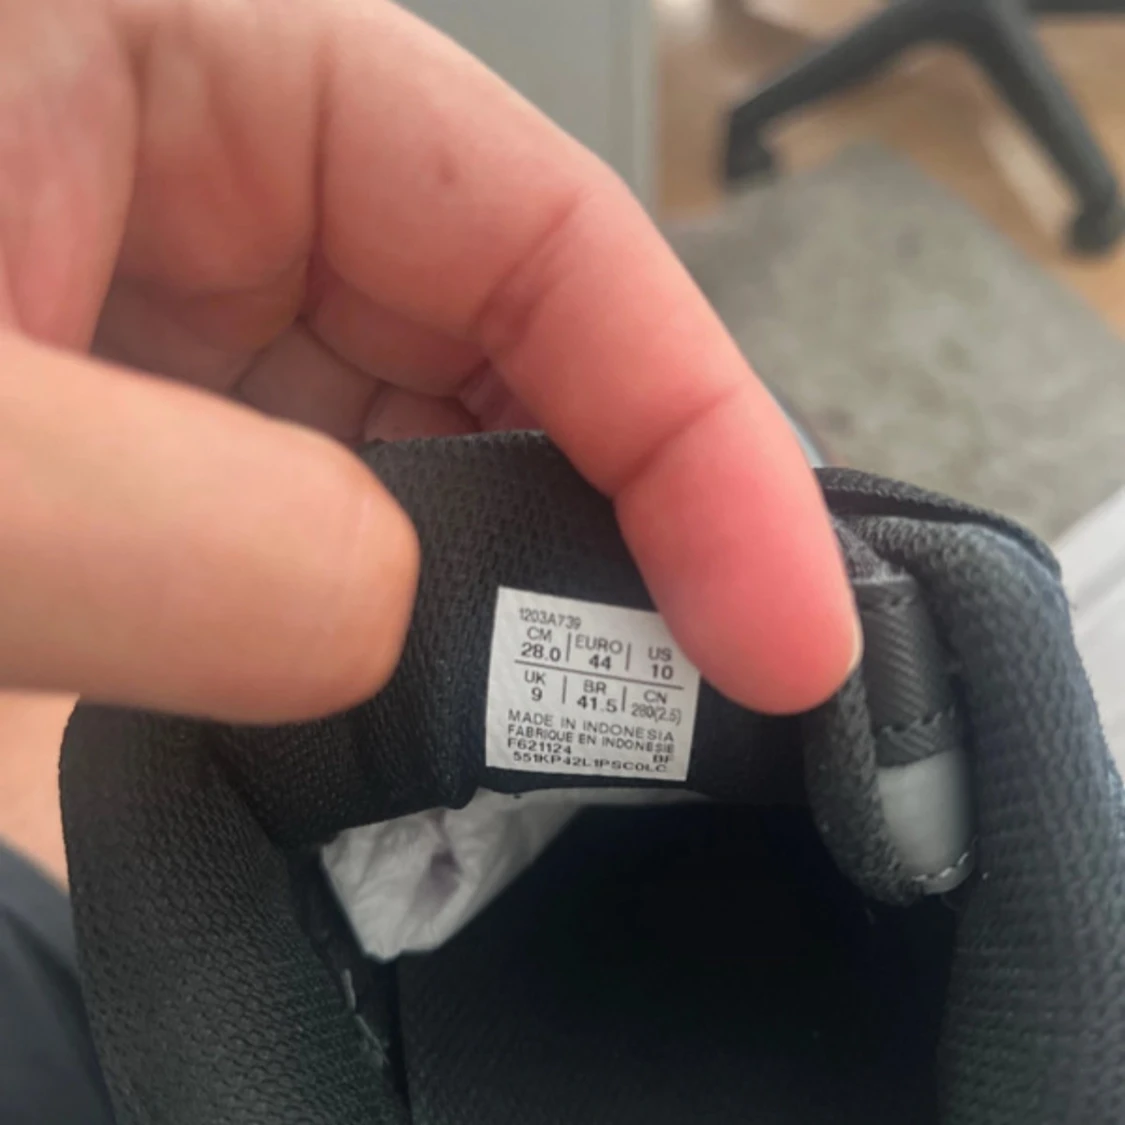 1203A739
CM EURO US
28.0 44 10
UK BR CN
9 41.5 280(2.5)
MADE IN INDONESIA
FABRIQUE EN INDONESIE
F621124 BF
551KP42L1PSC0LC